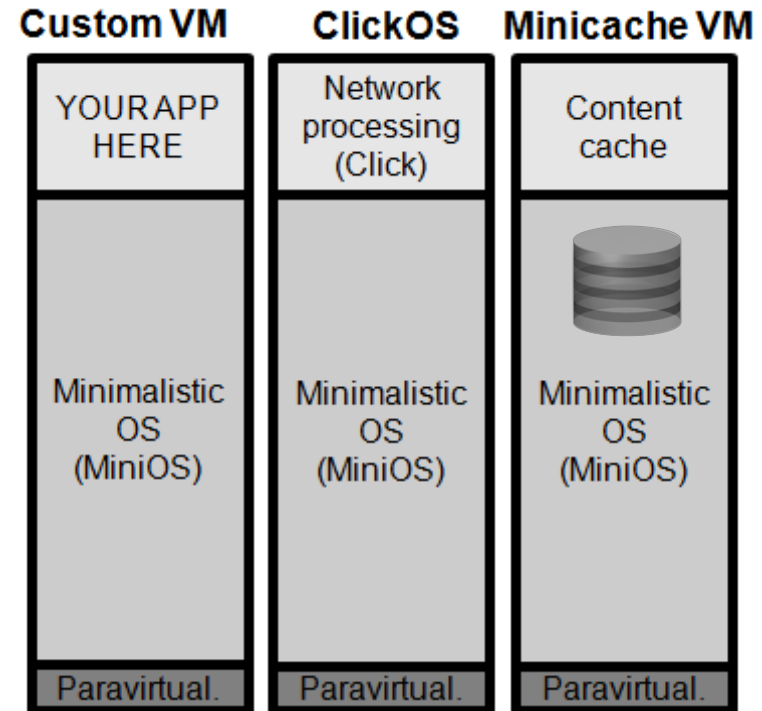 Custom VM
YOUR APP
HERE
Minimalistic
OS
(MiniOS)
Paravirtual.
ClickOS
Network
processing
(Click)
Minimalistic
OS
(MiniOS)
Paravirtual.
Minicache VM
Content
cache
Minimalistic
OS
(MiniOS)
Paravirtual.